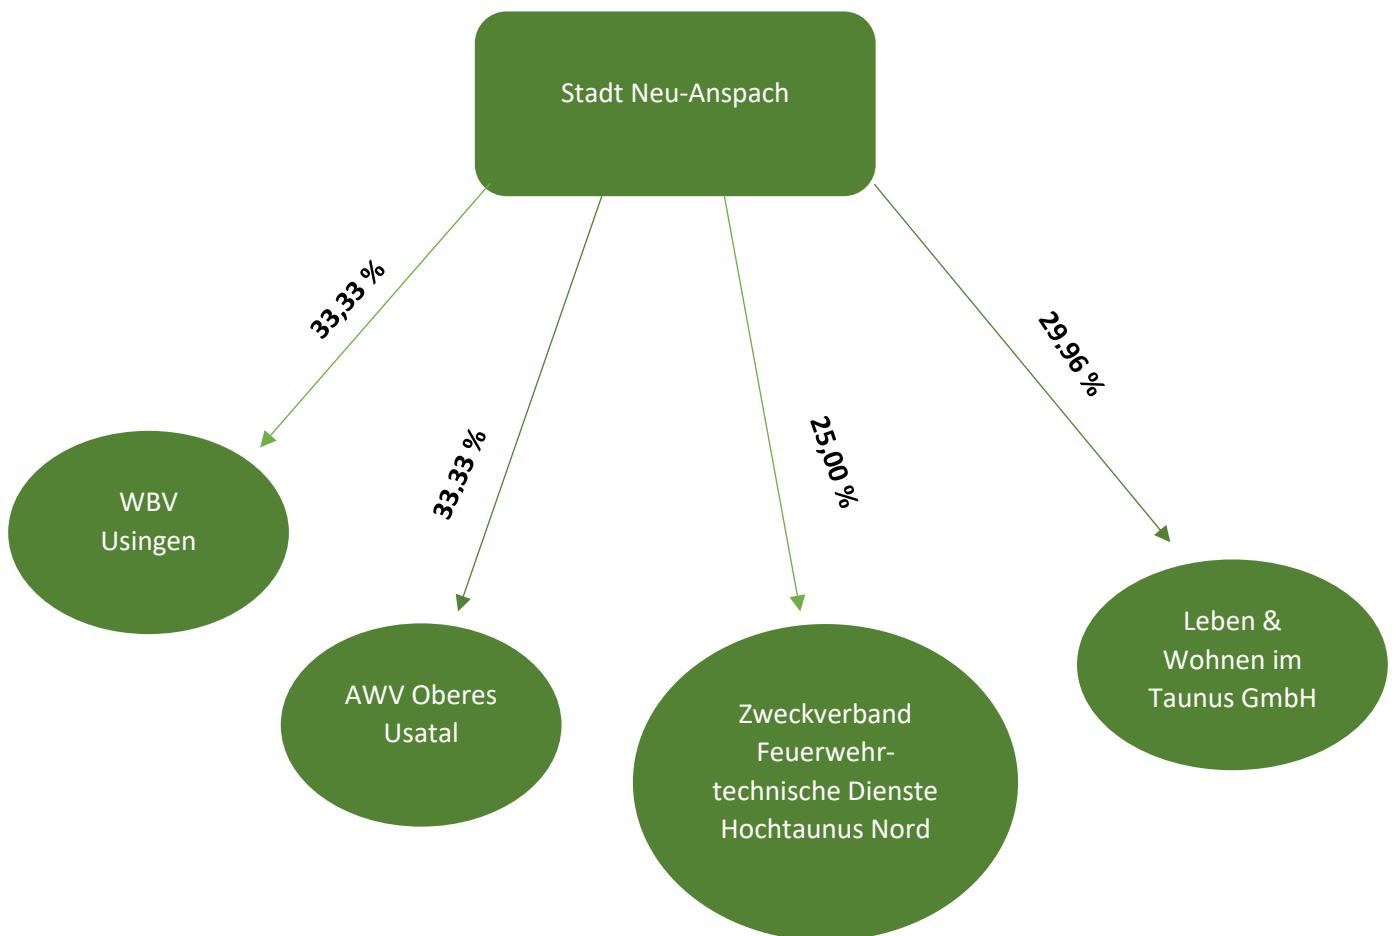 Stadt Neu-Anspach
33,33 %
33,33 %
25,00 %
29,96 %
WBV
Usingen
AWV Oberes
Usatal
Zweckverband
Feuerwehr-
technische Dienste
Hochtaunus Nord
Leben &
Wohnen im
Taunus GmbH